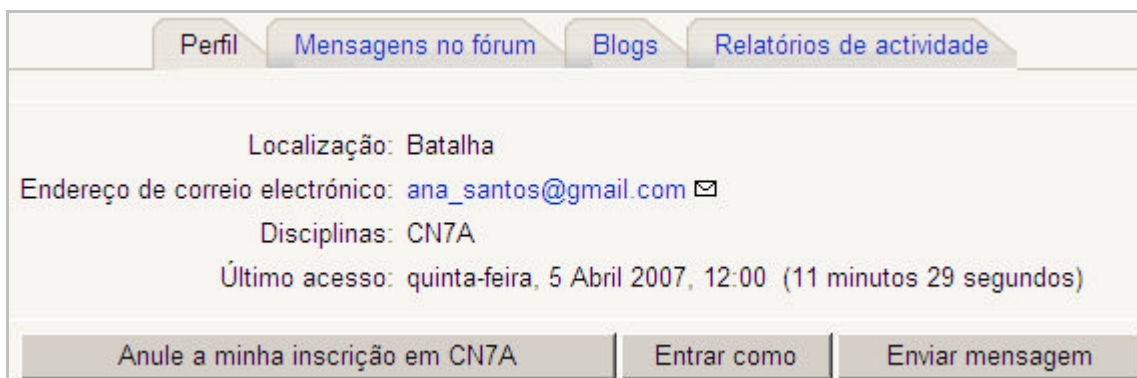 Perfil Mensagens no fórum Blogs Relatórios de actividade
Localização: Batalha
Endereço de correio electrónico: ana_santos@gmail.com
Disciplinas: CN7A
Último acesso: quinta-feira, 5 Abril 2007, 12:00 (11 minutos 29 segundos)
Anule a minha inscrição em CN7A Entrar como Enviar mensagem